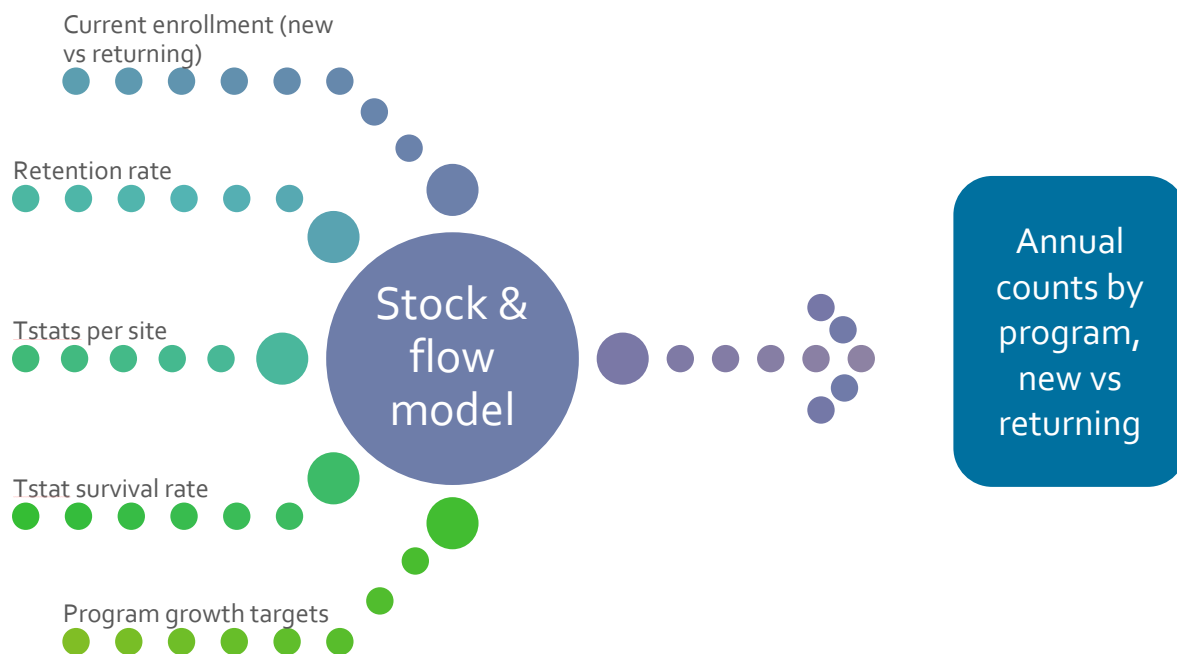 Current enrollment (new
vs returning)
Retention rate
Tstats per site
Tstat survival rate
Program growth targets
Stock &
flow
model
Annual
counts by
program,
new vs
returning